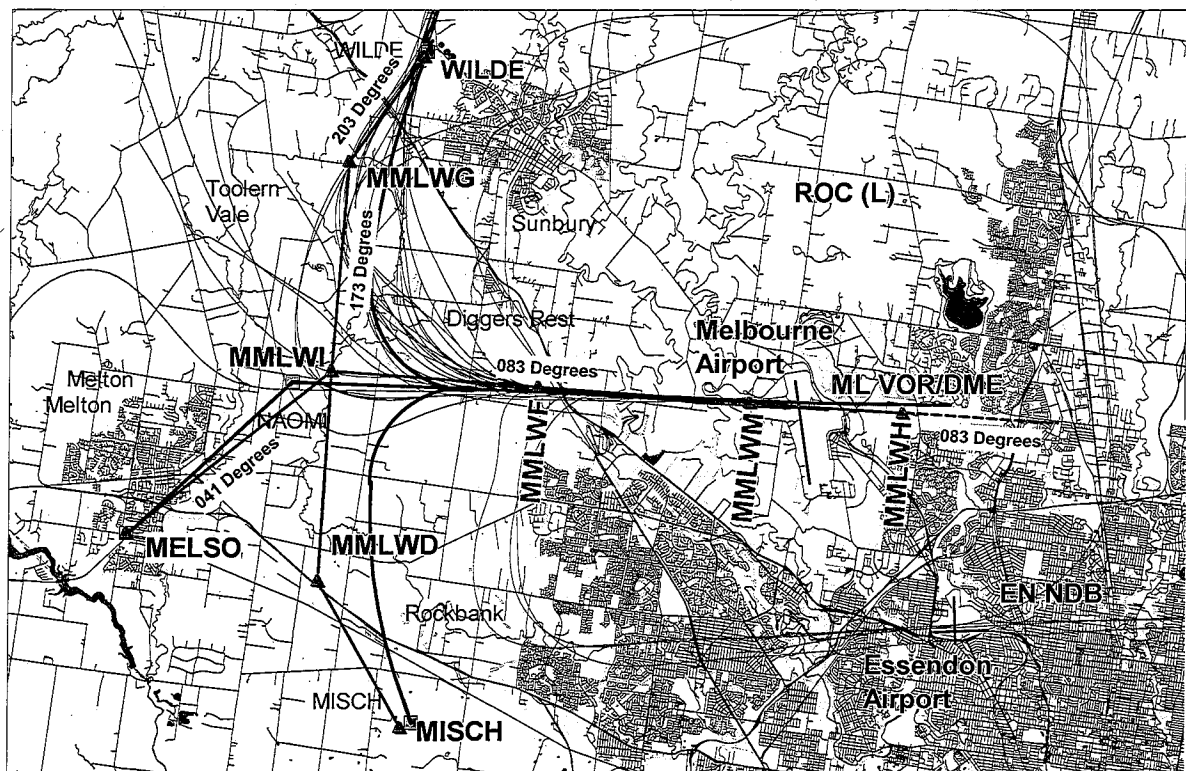 WILDE
WILDE
203 Degrees
MMLWG
Toolern
Vale
ROC (L)
Sunbury
173 Degrees
Diggers Rest
Melbourne
Airport
MMLWI
083 Degrees
ML VOR/DME
Melton
Melton
NAOMI
MMLWF
MMLWM
MMLWH
083 Degrees
041 Degrees
MELSO
MMLWD
Rockbank
EN NDB
Essendon
Airport
MISCH
MISCH